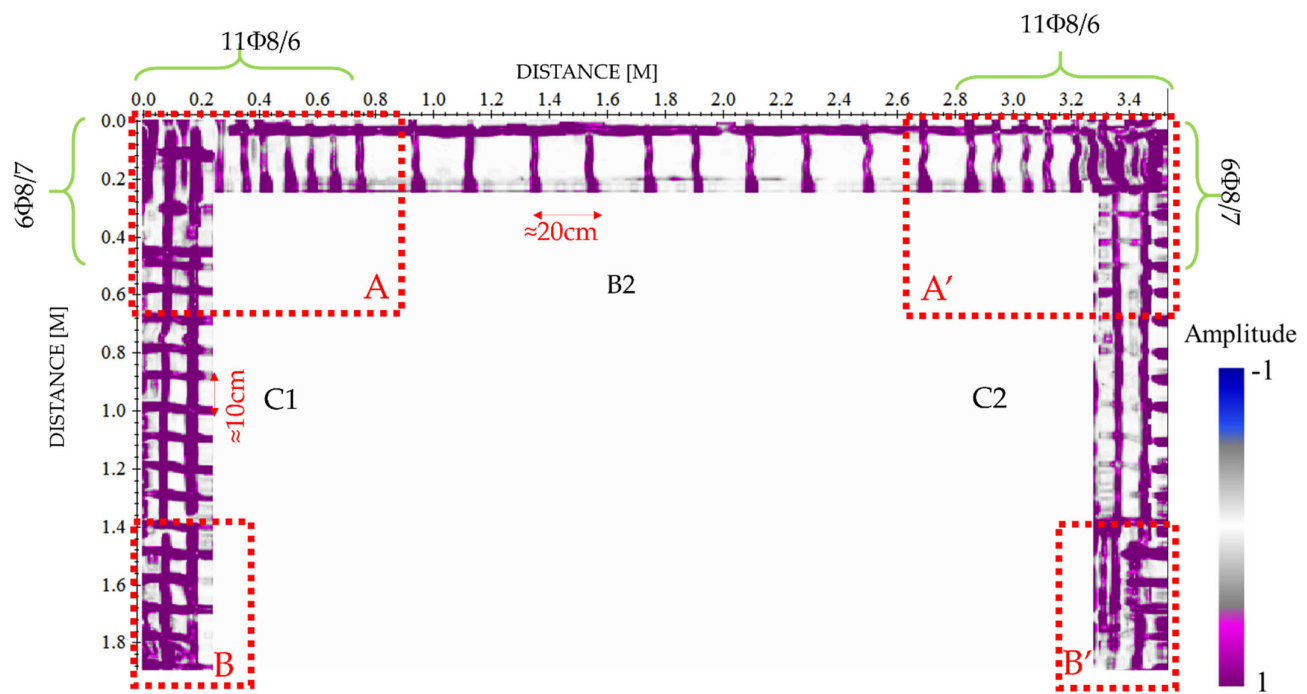 11Φ8/6
11Φ8/6
DISTANCE [M]
0.0 0.2 0.4 0.6 0.8 1.0 1.2 1.4 1.6 1.8 2.0 2.2 2.4 2.6 2.8 3.0 3.2 3.4
0.0
0.2
0.4
0.6
0.8
1.0
1.2
1.4
1.6
1.8
6Φ8/7
6Φ8/7
≈20cm
A
B2
A′
DISTANCE [M]
C1
≈10cm
C2
Amplitude
-1
1
B
B′